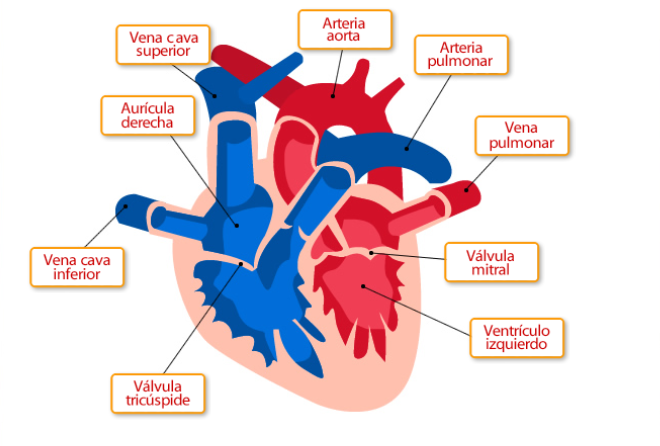 Vena cava
superior
Arteria
aorta
Arteria
pulmonar
Aurícula
derecha
Vena
pulmonar
Vena cava
inferior
Válvula
mitral
Ventrículo
izquierdo
Válvula
tricúspide